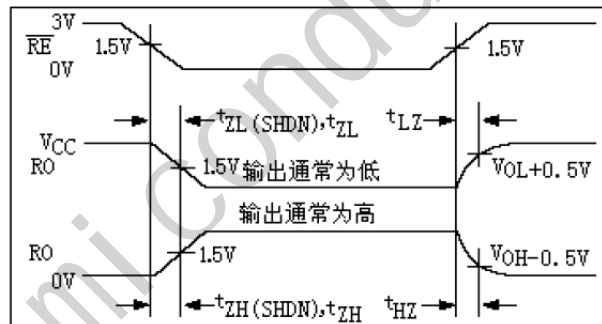 3V
RE
1.5V
1.5V
0V
tZL(SHDN),tZL
tLZ
VCC
RO
1.5V
输出通常为低
VOL+0.5V
输出通常为高
RO
1.5V
VOH-0.5V
0V
tZH(SHDN),tZH
tHZ
mi condu